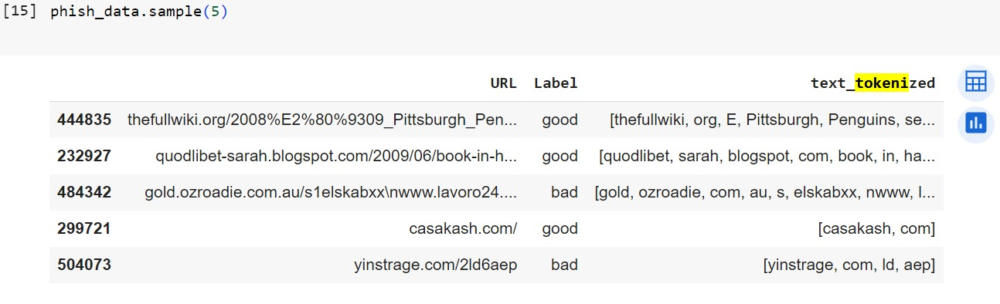 [15] phish_data.sample(5)
URL Label text_tokenized
444835 thefullwiki.org/2008%E2%80%9309_Pittsburgh_Pen... good [thefullwiki, org, E, Pittsburgh, Penguins, se...
232927 quodlibet-sarah.blogspot.com/2009/06/book-in-h... good [quodlibet, sarah, blogspot, com, book, in, ha...
484342 gold.ozroadie.com.au/s1elskabxx\nwww.lavoro24.... bad [gold, ozroadie, com, au, s, elskabxx, nwww, l...
299721 casakash.com/ good [casakash, com]
504073 yinstrage.com/2ld6aep bad [yinstrage, com, ld, aep]